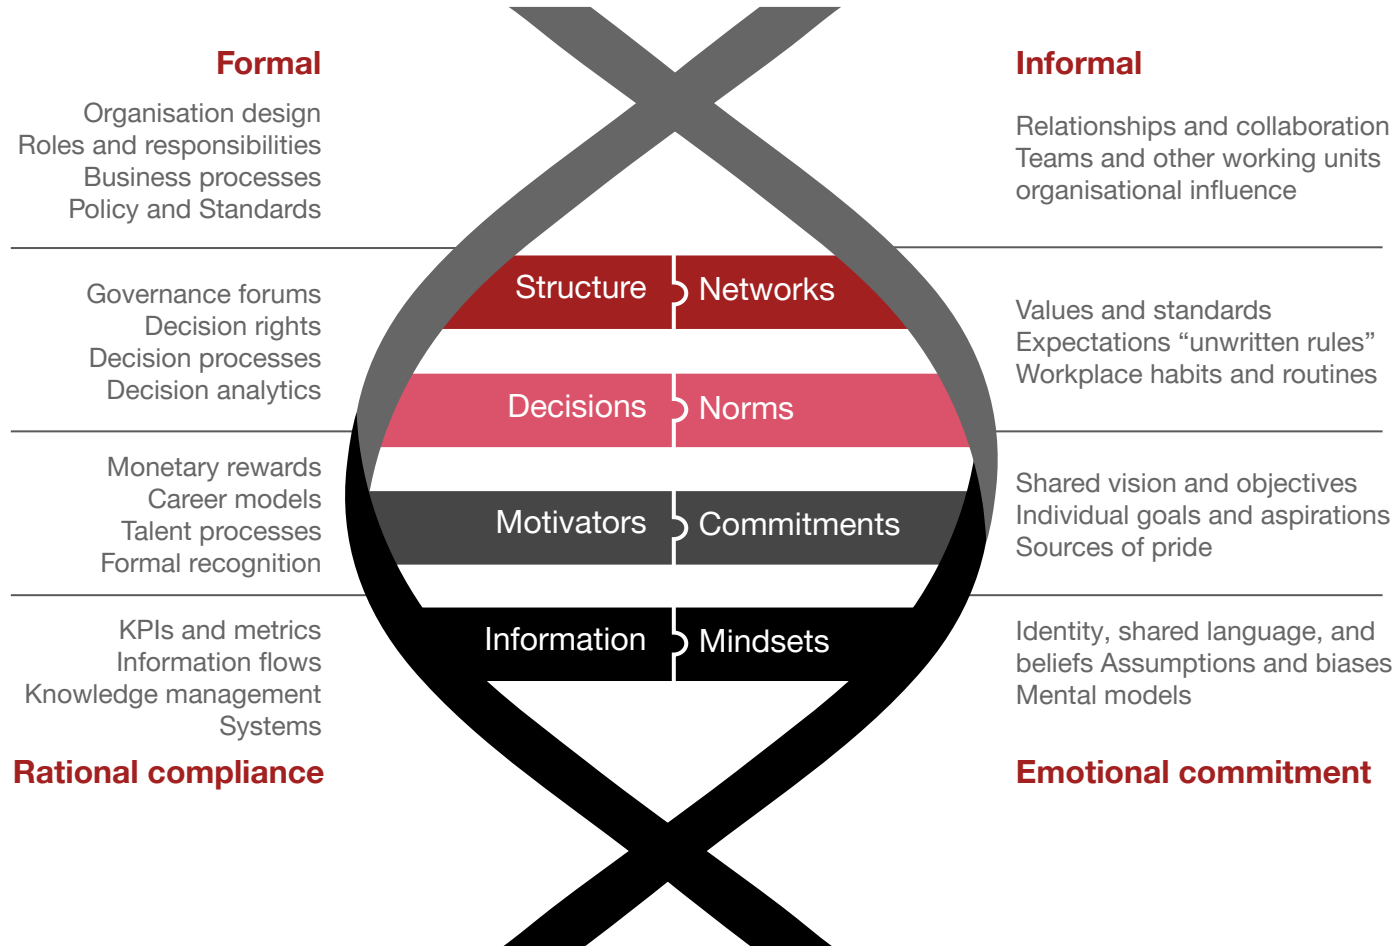 Formal
Organisation design
Roles and responsibilities
Business processes
Policy and Standards
Governance forums
Decision rights
Decision processes
Decision analytics
Monetary rewards
Career models
Talent processes
Formal recognition
KPIs and metrics
Information flows
Knowledge management
Systems
Rational compliance
Structure
Networks
Decisions
Norms
Motivators
Commitments
Information
Mindsets
Informal
Relationships and collaboration
Teams and other working units
organisational influence
Values and standards
Expectations “unwritten rules”
Workplace habits and routines
Shared vision and objectives
Individual goals and aspirations
Sources of pride
Identity, shared language, and
beliefs Assumptions and biases
Mental models
Emotional commitment